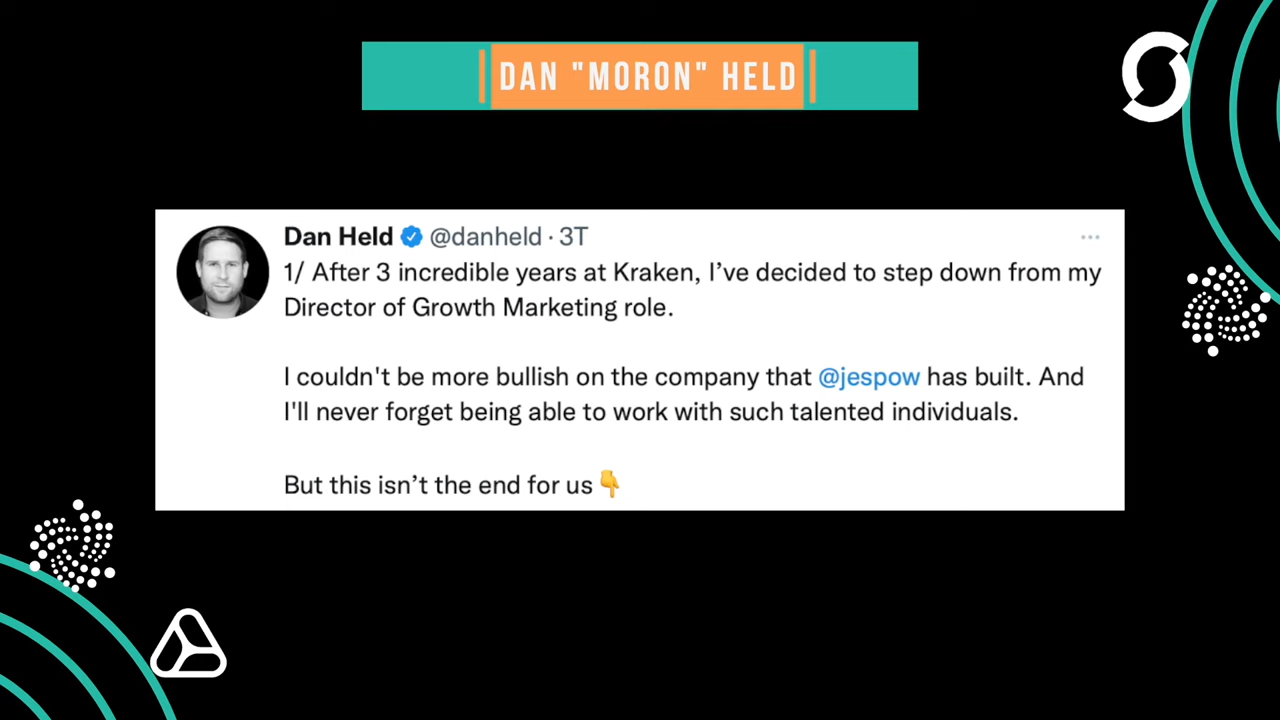 DAN "MORON" HELD
Dan Held @danheld · 3T
1/ After 3 incredible years at Kraken, I’ve decided to step down from my
Director of Growth Marketing role.
I couldn't be more bullish on the company that @jespow has built. And
I'll never forget being able to work with such talented individuals.
But this isn’t the end for us👇